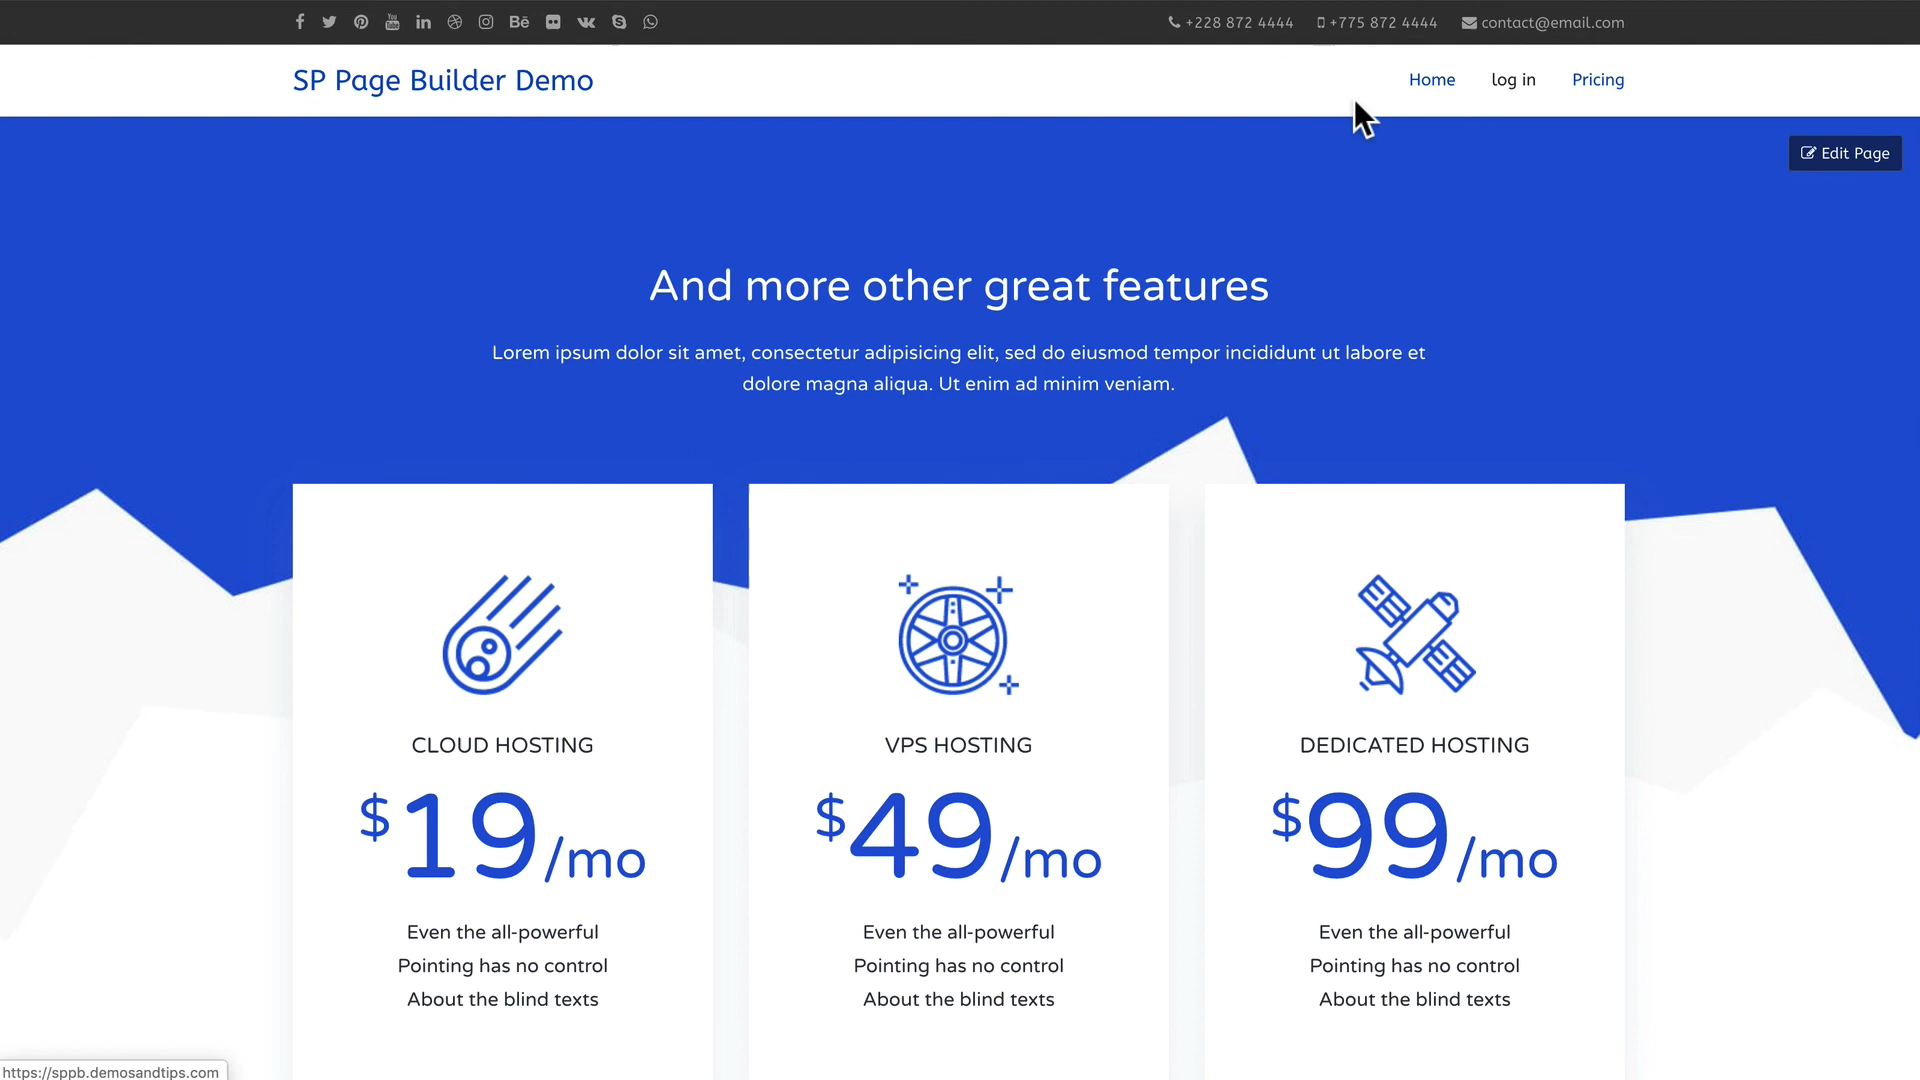 +228 872 4444 +775 872 4444 contact@email.com
SP Page Builder Demo
Home log in Pricing
Edit Page
And more other great features
Lorem ipsum dolor sit amet, consectetur adipisicing elit, sed do eiusmod tempor incididunt ut labore et
dolore magna aliqua. Ut enim ad minim veniam.
CLOUD HOSTING
$19/mo
Even the all-powerful
Pointing has no control
About the blind texts
VPS HOSTING
$49/mo
Even the all-powerful
Pointing has no control
About the blind texts
DEDICATED HOSTING
$99/mo
Even the all-powerful
Pointing has no control
About the blind texts
https://sppb.demosandtips.com